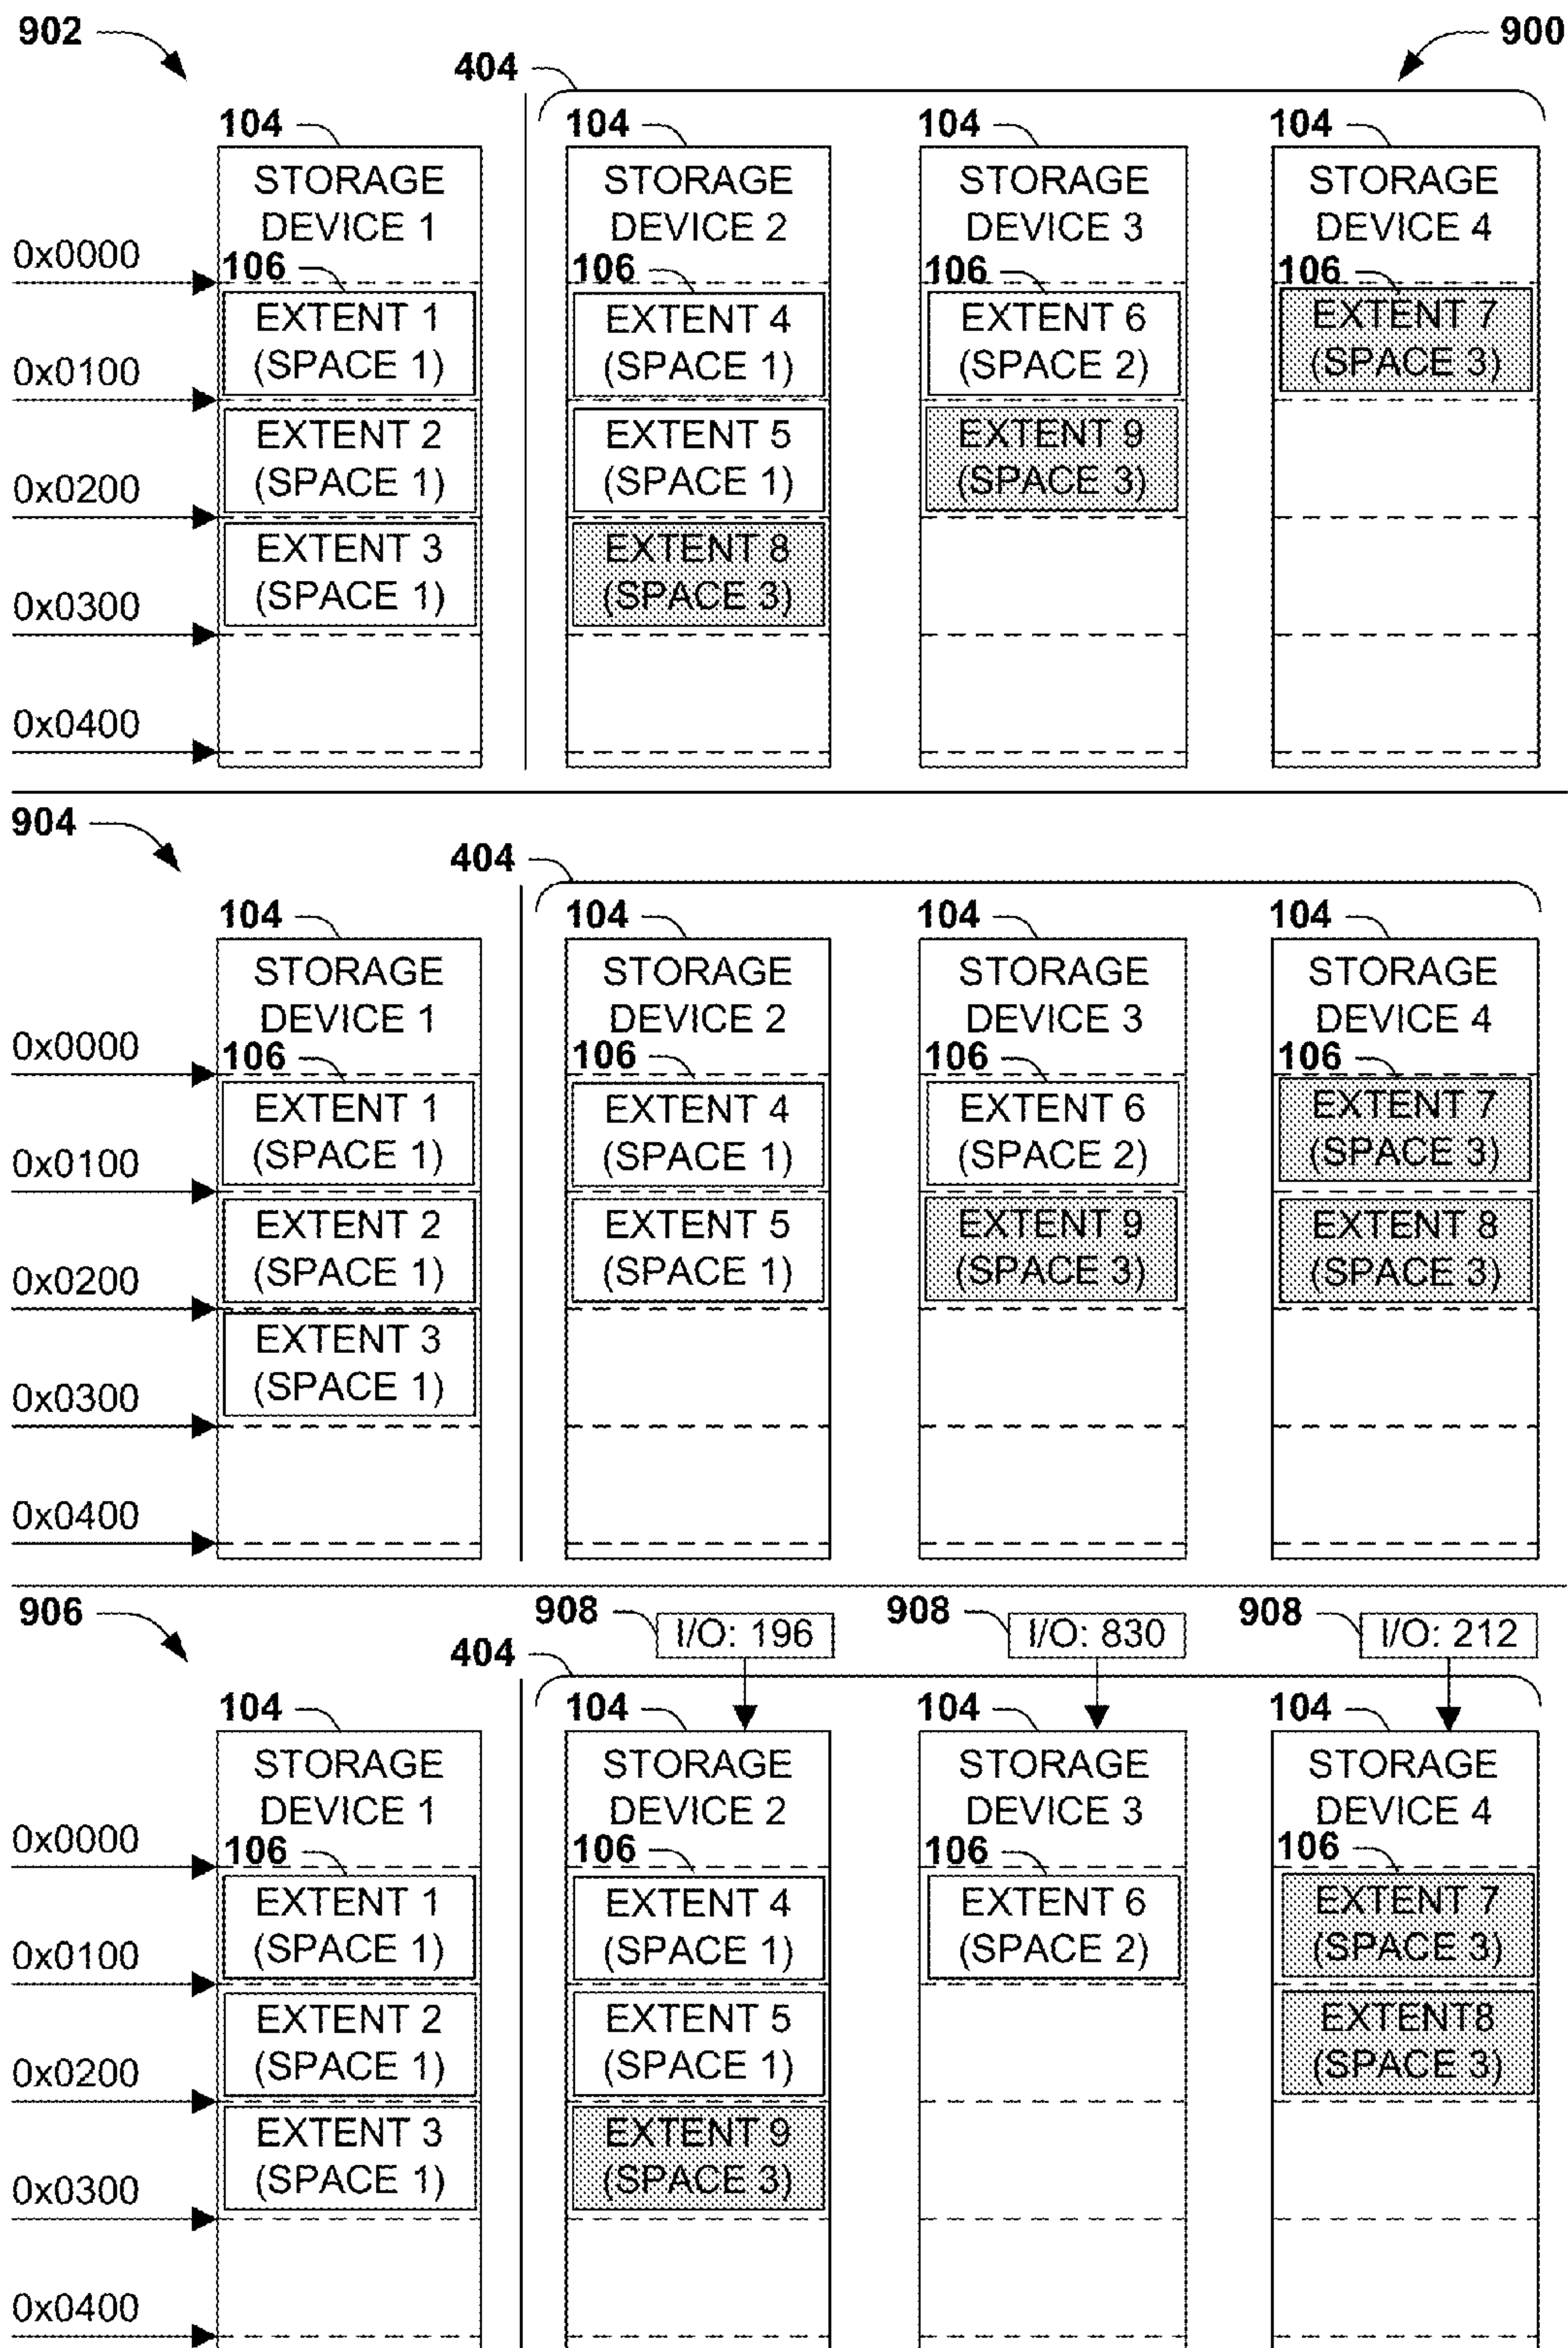 902
900
404
104
104
104
104
STORAGE DEVICE 1
STORAGE DEVICE 2
STORAGE DEVICE 3
STORAGE DEVICE 4
0x0000
106
106
106
106
EXTENT 1 (SPACE 1)
EXTENT 4 (SPACE 1)
EXTENT 6 (SPACE 2)
EXTENT 7 (SPACE 3)
0x0100
EXTENT 2 (SPACE 1)
EXTENT 5 (SPACE 1)
EXTENT 9 (SPACE 3)
0x0200
EXTENT 3 (SPACE 1)
EXTENT 8 (SPACE 3)
0x0300
0x0400
904
404
104
104
104
104
STORAGE DEVICE 1
STORAGE DEVICE 2
STORAGE DEVICE 3
STORAGE DEVICE 4
0x0000
106
106
106
106
EXTENT 1 (SPACE 1)
EXTENT 4 (SPACE 1)
EXTENT 6 (SPACE 2)
EXTENT 7 (SPACE 3)
0x0100
EXTENT 2 (SPACE 1)
EXTENT 5 (SPACE 1)
EXTENT 9 (SPACE 3)
EXTENT 8 (SPACE 3)
0x0200
EXTENT 3 (SPACE 1)
0x0300
0x0400
906
908
I/O: 196
908
I/O: 830
908
I/O: 212
404
104
104
104
104
STORAGE DEVICE 1
STORAGE DEVICE 2
STORAGE DEVICE 3
STORAGE DEVICE 4
0x0000
106
106
106
106
EXTENT 1 (SPACE 1)
EXTENT 4 (SPACE 1)
EXTENT 6 (SPACE 2)
EXTENT 7 (SPACE 3)
0x0100
EXTENT 2 (SPACE 1)
EXTENT 5 (SPACE 1)
EXTENT8 (SPACE 3)
0x0200
EXTENT 3 (SPACE 1)
EXTENT 9 (SPACE 3)
0x0300
0x0400